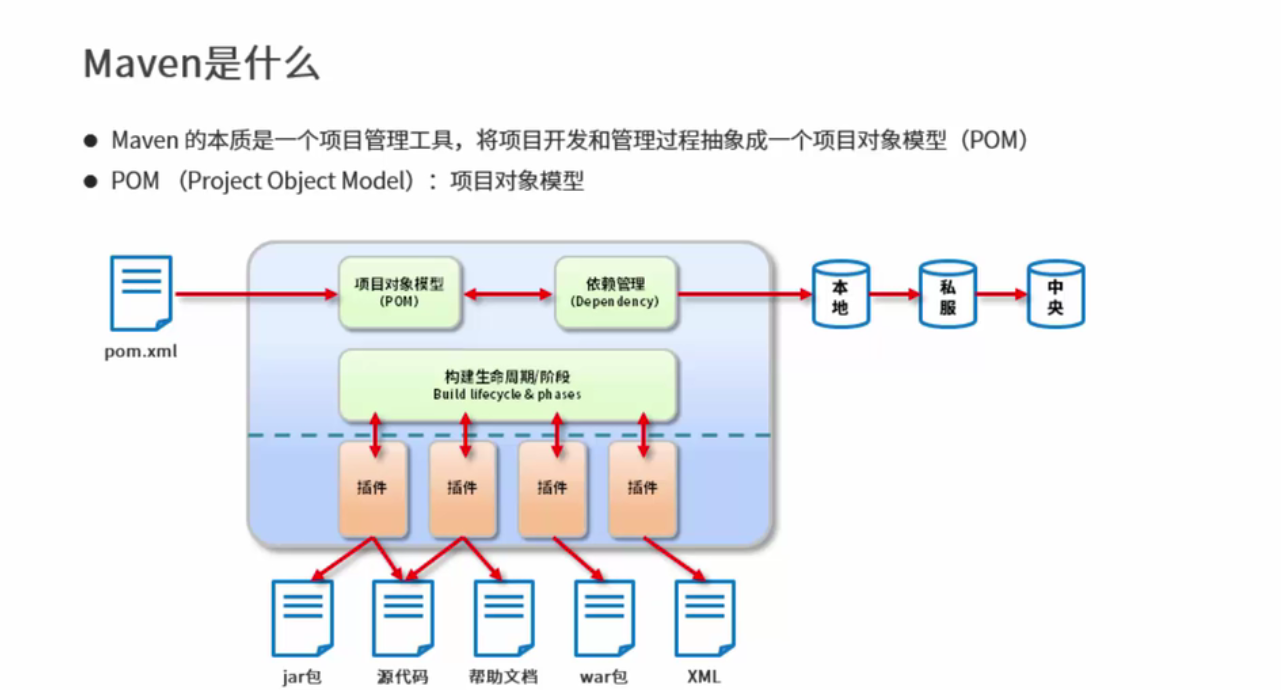 Maven是什么
● Maven 的本质是一个项目管理工具，将项目开发和管理过程抽象成一个项目对象模型（POM）
● POM （Project Object Model）：项目对象模型
项目对象模型
（POM）
依赖管理
（Dependency）
本
地
私
服
中
央
pom.xml
构建生命周期/阶段
Build lifecycle & phases
插件
插件
插件
插件
jar包
源代码
帮助文档
war包
XML